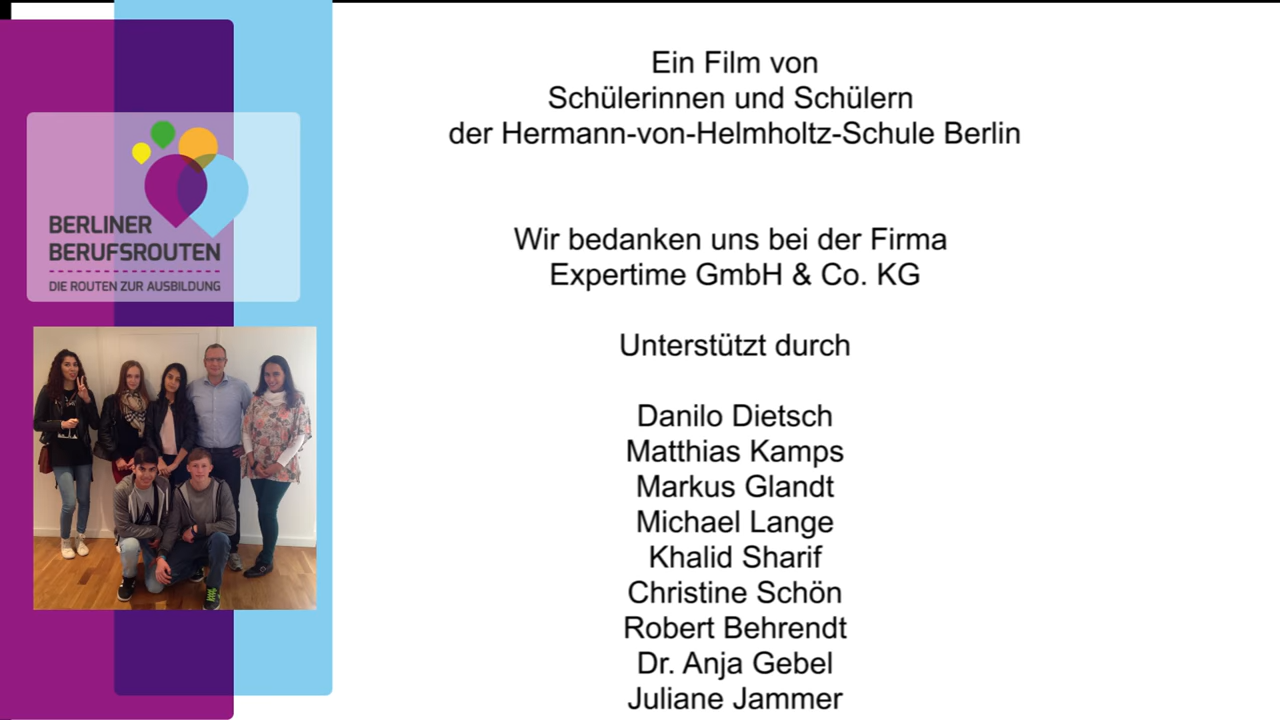 BERLINER
BERUFSROUTEN
DIE ROUTEN ZUR AUSBILDUNG
Ein Film von
Schülerinnen und Schülern
der Hermann-von-Helmholtz-Schule Berlin
Wir bedanken uns bei der Firma
Expertime GmbH & Co. KG
Unterstützt durch
Danilo Dietsch
Matthias Kamps
Markus Glandt
Michael Lange
Khalid Sharif
Christine Schön
Robert Behrendt
Dr. Anja Gebel
Juliane Jammer